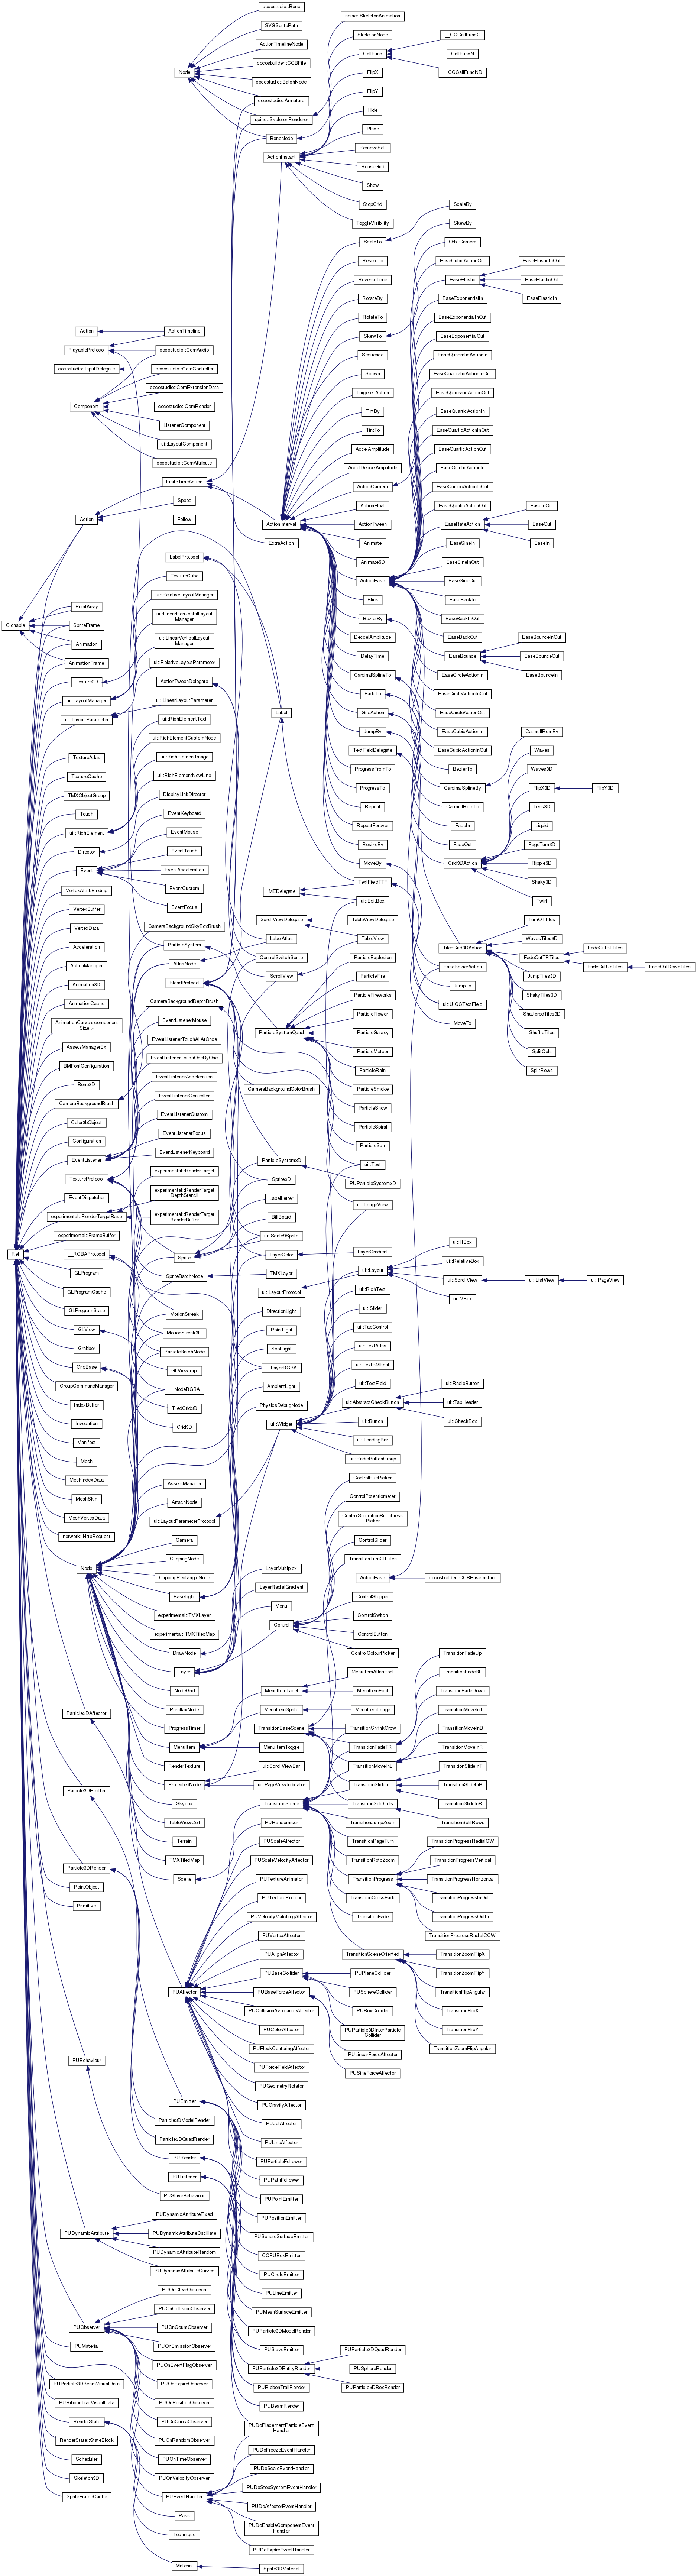 cocostudio::Bone
SVGSpritePath
ActionTimelineNode
cocosbuilder::CCBFile
cocostudio::BatchNode
cocostudio::Armature
spine::SkeletonRenderer
BoneNode
Node
spine::SkeletonAnimation
SkeletonNode
CallFunc
__CCCallFuncO
CallFuncN
__CCCallFuncND
FlipX
FlipY
Hide
Place
RemoveSelf
ReuseGrid
Show
StopGrid
ToggleVisibility
ActionInstant
Action
ActionTimeline
PlayableProtocol
cocostudio::ComAudio
cocostudio::InputDelegate
cocostudio::ComController
cocostudio::ComExtensionData
Component
cocostudio::ComRender
ListenerComponent
ui::LayoutComponent
cocostudio::ComAttribute
FiniteTimeAction
Speed
Action
Follow
ExtraAction
ActionInterval
ScaleTo
ResizeTo
ReverseTime
RotateBy
RotateTo
SkewTo
Sequence
Spawn
TargetedAction
TintBy
TintTo
AccelAmplitude
AccelDeccelAmplitude
ActionCamera
ActionFloat
ActionTween
Animate
Animate3D
ActionEase
Blink
BezierBy
DeccelAmplitude
DelayTime
CardinalSplineTo
FadeTo
GridAction
JumpBy
TextFieldDelegate
ProgressFromTo
ProgressTo
Repeat
RepeatForever
ResizeBy
MoveBy
TextFieldTTF
ui::EditBox
ScaleBy
SkewBy
OrbitCamera
EaseCubicActionOut
EaseElastic
EaseExponentialIn
EaseExponentialInOut
EaseExponentialOut
EaseQuadraticActionIn
EaseQuadraticActionInOut
EaseQuadraticActionOut
EaseQuarticActionIn
EaseQuarticActionInOut
EaseQuarticActionOut
EaseQuinticActionIn
EaseQuinticActionInOut
EaseQuinticActionOut
EaseRateAction
EaseSineIn
EaseSineInOut
EaseSineOut
EaseBackIn
EaseBackInOut
EaseBackOut
EaseBounce
EaseCircleActionIn
EaseCircleActionInOut
EaseCircleActionOut
EaseCubicActionIn
EaseCubicActionInOut
BezierTo
CardinalSplineBy
CatmullRomTo
FadeIn
FadeOut
Grid3DAction
TiledGrid3DAction
EaseBezierAction
JumpTo
ui::UICCTextField
MoveTo
EaseElasticInOut
EaseElasticOut
EaseElasticIn
EaseInOut
EaseOut
EaseIn
EaseBounceInOut
EaseBounceOut
EaseBounceIn
CatmullRomBy
Waves
Waves3D
FlipX3D
FlipY3D
Lens3D
Liquid
PageTurn3D
Ripple3D
Shaky3D
Twirl
TurnOffTiles
WavesTiles3D
FadeOutTRTiles
FadeOutBLTiles
FadeOutUpTiles
FadeOutDownTiles
JumpTiles3D
ShakyTiles3D
ShatteredTiles3D
ShuffleTiles
SplitCols
SplitRows
LabelProtocol
TextureCube
ui::RelativeLayoutManager
ui::LinearHorizontalLayout
Manager
ui::LinearVerticalLayout
Manager
ui::RelativeLayoutParameter
ActionTweenDelegate
ui::LinearLayoutParameter
ui::RichElementText
ui::RichElementCustomNode
ui::RichElementImage
ui::RichElementNewLine
DisplayLinkDirector
EventKeyboard
EventMouse
EventTouch
EventAcceleration
EventCustom
EventFocus
CameraBackgroundSkyBoxBrush
ParticleSystem
AtlasNode
BlendProtocol
CameraBackgroundDepthBrush
EventListenerMouse
EventListenerTouchAllAtOnce
EventListenerTouchOneByOne
EventListenerAcceleration
EventListenerController
EventListenerCustom
EventListenerFocus
EventListenerKeyboard
experimental::RenderTarget
experimental::RenderTarget
DepthStencil
experimental::RenderTarget
RenderBuffer
Sprite
SpriteBatchNode
MotionStreak
MotionStreak3D
ParticleBatchNode
GLViewImpl
__NodeRGBA
TiledGrid3D
Grid3D
Clonable
PointArray
SpriteFrame
Animation
AnimationFrame
Texture2D
ui::LayoutManager
ui::LayoutParameter
TextureAtlas
TextureCache
TMXObjectGroup
Touch
ui::RichElement
Director
Event
VertexAttribBinding
VertexBuffer
VertexData
Acceleration
ActionManager
Animation3D
AnimationCache
AnimationCurve< component
Size >
AssetsManagerEx
BMFontConfiguration
Bone3D
CameraBackgroundBrush
Color3bObject
Configuration
EventListener
TextureProtocol
EventDispatcher
experimental::RenderTargetBase
experimental::FrameBuffer
Ref
__RGBAProtocol
GLProgram
GLProgramCache
GLProgramState
GLView
Grabber
GridBase
GroupCommandManager
IndexBuffer
Invocation
Manifest
Mesh
MeshIndexData
MeshSkin
MeshVertexData
network::HttpRequest
Node
Label
IMEDelegate
ScrollViewDelegate
TableViewDelegate
LabelAtlas
TableView
ControlSwitchSprite
ScrollView
ParticleSystemQuad
ParticleExplosion
ParticleFire
ParticleFireworks
ParticleFlower
ParticleGalaxy
ParticleMeteor
ParticleRain
ParticleSmoke
ParticleSnow
ParticleSpiral
ParticleSun
CameraBackgroundColorBrush
ParticleSystem3D
ui::Text
PUParticleSystem3D
Sprite3D
LabelLetter
ui::ImageView
BillBoard
ui::Scale9Sprite
LayerColor
LayerGradient
TMXLayer
ui::LayoutProtocol
ui::Layout
ui::HBox
ui::RelativeBox
ui::ScrollView
ui::ListView
ui::PageView
ui::VBox
DirectionLight
PointLight
SpotLight
__LayerRGBA
AmbientLight
PhysicsDebugNode
ui::RichText
ui::Slider
ui::TabControl
ui::TextAtlas
ui::TextBMFont
ui::TextField
ui::AbstractCheckButton
ui::RadioButton
ui::TabHeader
ui::CheckBox
ui::Widget
ui::Button
ui::LoadingBar
ui::RadioButtonGroup
AssetsManager
AttachNode
ui::LayoutParameterProtocol
Camera
ClippingNode
ClippingRectangleNode
BaseLight
experimental::TMXLayer
experimental::TMXTiledMap
DrawNode
Layer
NodeGrid
ParallaxNode
ProgressTimer
MenuItem
RenderTexture
ProtectedNode
Skybox
TableViewCell
Terrain
TMXTiledMap
Scene
ControlHuePicker
ControlPotentiometer
ControlSaturationBrightness
Picker
ControlSlider
TransitionTurnOffTiles
ActionEase
cocosbuilder::CCBEaseInstant
ControlStepper
ControlSwitch
ControlButton
ControlColourPicker
LayerMultiplex
LayerRadialGradient
Menu
Control
MenuItemLabel
MenuItemAtlasFont
MenuItemFont
MenuItemSprite
MenuItemImage
TransitionEaseScene
MenuItemToggle
ui::ScrollViewBar
ui::PageViewIndicator
TransitionScene
TransitionShrinkGrow
TransitionFadeTR
TransitionMoveInL
TransitionSlideInL
TransitionSplitCols
TransitionJumpZoom
TransitionPageTurn
TransitionRotoZoom
TransitionProgress
TransitionCrossFade
TransitionFade
TransitionSceneOriented
TransitionFadeUp
TransitionFadeBL
TransitionFadeDown
TransitionMoveInT
TransitionMoveInB
TransitionMoveInR
TransitionSlideInT
TransitionSlideInB
TransitionSlideInR
TransitionSplitRows
TransitionProgressRadialCW
TransitionProgressVertical
TransitionProgressHorizontal
TransitionProgressInOut
TransitionProgressOutIn
TransitionProgressRadialCCW
TransitionZoomFlipX
TransitionZoomFlipY
TransitionFlipAngular
TransitionFlipX
TransitionFlipY
TransitionZoomFlipAngular
Particle3DAffector
Particle3DEmitter
Particle3DRender
PointObject
Primitive
PUBehaviour
PUDynamicAttribute
PUObserver
PUMaterial
PUParticle3DBeamVisualData
PURibbonTrailVisualData
RenderState
RenderState::StateBlock
Scheduler
Skeleton3D
SpriteFrameCache
PURandomiser
PUScaleAffector
PUScaleVelocityAffector
PUTextureAnimator
PUTextureRotator
PUVelocityMatchingAffector
PUVortexAffector
PUAlignAffector
PUBaseCollider
PUPlaneCollider
PUSphereCollider
PUBoxCollider
PUParticle3DInterParticle
Collider
PUAffector
PUBaseForceAffector
PUCollisionAvoidanceAffector
PULinearForceAffector
PUSineForceAffector
PUColorAffector
PUFlockCenteringAffector
PUForceFieldAffector
PUGeometryRotator
PUGravityAffector
PUJetAffector
PULineAffector
PUParticleFollower
PUPathFollower
PUPointEmitter
PUPositionEmitter
PUSphereSurfaceEmitter
CCPUBoxEmitter
PUCircleEmitter
PULineEmitter
PUMeshSurfaceEmitter
PUParticle3DModelRender
PUSlaveEmitter
PUParticle3DEntityRender
PUParticle3DQuadRender
PUSphereRender
PUParticle3DBoxRender
PURibbonTrailRender
PUBeamRender
PUEmitter
Particle3DModelRender
Particle3DQuadRender
PURender
PUListener
PUSlaveBehaviour
PUDynamicAttributeFixed
PUDynamicAttributeOscillate
PUDynamicAttributeRandom
PUDynamicAttributeCurved
PUOnClearObserver
PUOnCollisionObserver
PUOnCountObserver
PUOnEmissionObserver
PUOnEventFlagObserver
PUOnExpireObserver
PUOnPositionObserver
PUOnQuotaObserver
PUOnRandomObserver
PUOnTimeObserver
PUOnVelocityObserver
PUEventHandler
PUDoPlacementParticleEvent
Handler
PUDoFreezeEventHandler
PUDoScaleEventHandler
PUDoStopSystemEventHandler
PUDoAffectorEventHandler
PUDoEnableComponentEvent
Handler
PUDoExpireEventHandler
Pass
Technique
Material
Sprite3DMaterial